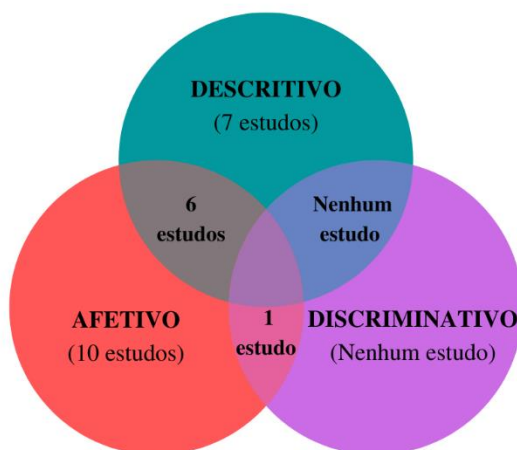 DESCRITIVO
(7 estudos)
6
estudos
Nenhum
estudo
AFETIVO
(10 estudos)
1
estudo
DISCRIMINATIVO
(Nenhum estudo)